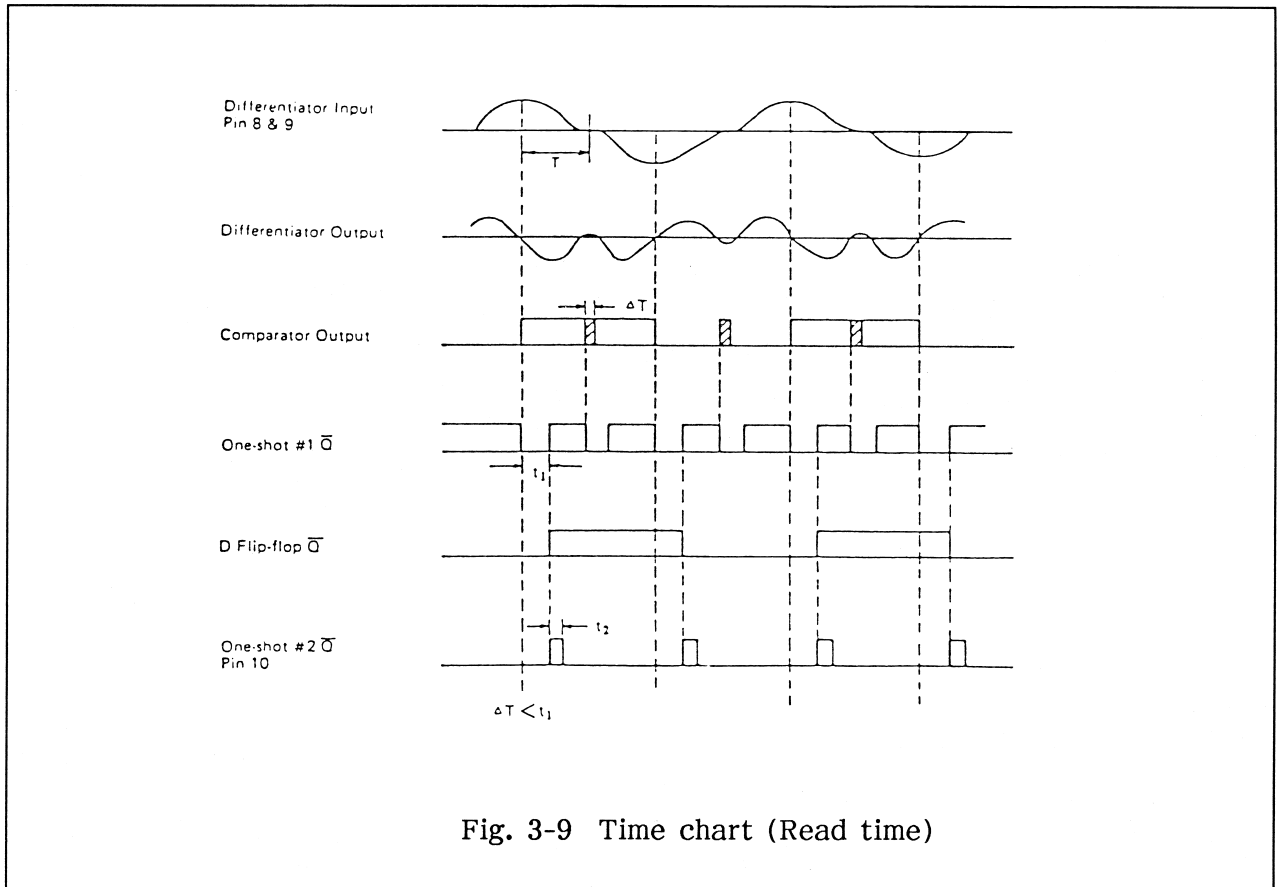 Differentiator Input
Pin 8 & 9
T
Differentiator Output
ΔT
Comparator Output
One-shot #1 Q̅
t₁
D Flip-flop Q̅
t₂
One-shot #2 Q̅
Pin 10
ΔT < t₁
Fig. 3-9 Time chart (Read time)